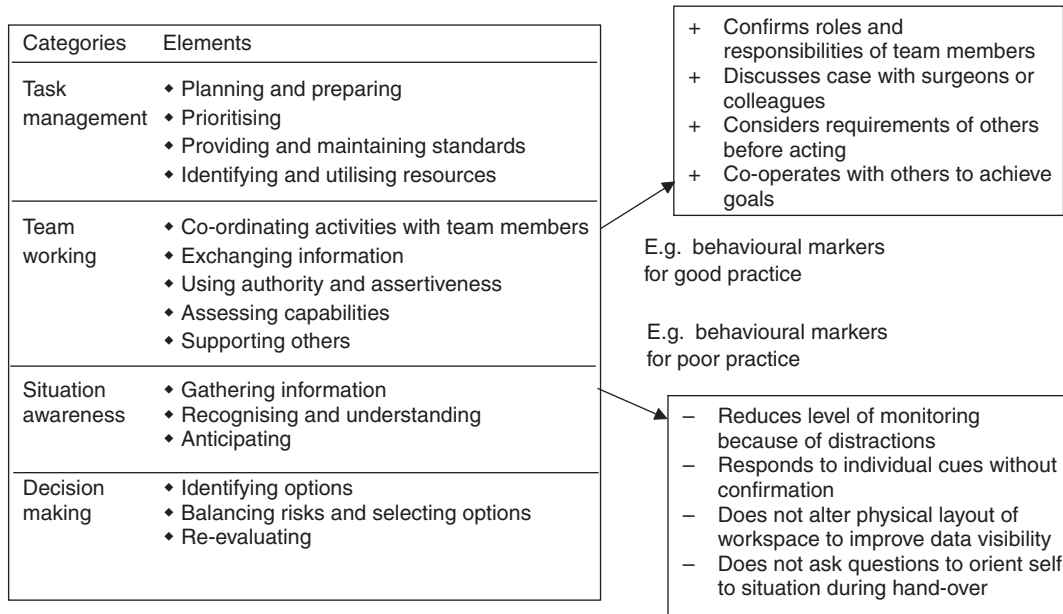 Categories Elements
Task
management
◆ Planning and preparing
◆ Prioritising
◆ Providing and maintaining standards
◆ Identifying and utilising resources
Team
working
◆ Co-ordinating activities with team members
◆ Exchanging information
◆ Using authority and assertiveness
◆ Assessing capabilities
◆ Supporting others
Situation
awareness
◆ Gathering information
◆ Recognising and understanding
◆ Anticipating
Decision
making
◆ Identifying options
◆ Balancing risks and selecting options
◆ Re-evaluating
+ Confirms roles and
responsibilities of team members
+ Discusses case with surgeons or
colleagues
+ Considers requirements of others
before acting
+ Co-operates with others to achieve
goals
E.g. behavioural markers
for good practice
E.g. behavioural markers
for poor practice
– Reduces level of monitoring
because of distractions
– Responds to individual cues without
confirmation
– Does not alter physical layout of
workspace to improve data visibility
– Does not ask questions to orient self
to situation during hand-over